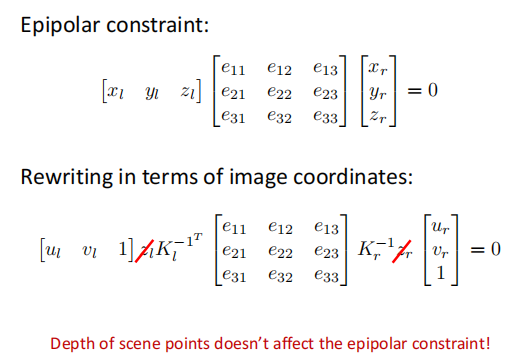 Epipolar constraint:
$\begin{bmatrix} x_l & y_l & z_l \end{bmatrix} \begin{bmatrix} e_{11} & e_{12} & e_{13} \\ e_{21} & e_{22} & e_{23} \\ e_{31} & e_{32} & e_{33} \end{bmatrix} \begin{bmatrix} x_r \\ y_r \\ z_r \end{bmatrix} = 0$
Rewriting in terms of image coordinates:
$\begin{bmatrix} u_l & v_l & 1 \end{bmatrix} \cancel{z_l} {K_l^{-1}}^T \begin{bmatrix} e_{11} & e_{12} & e_{13} \\ e_{21} & e_{22} & e_{23} \\ e_{31} & e_{32} & e_{33} \end{bmatrix} K_r^{-1} \cancel{z_r} \begin{bmatrix} u_r \\ v_r \\ 1 \end{bmatrix} = 0$
Depth of scene points doesn't affect the epipolar constraint!